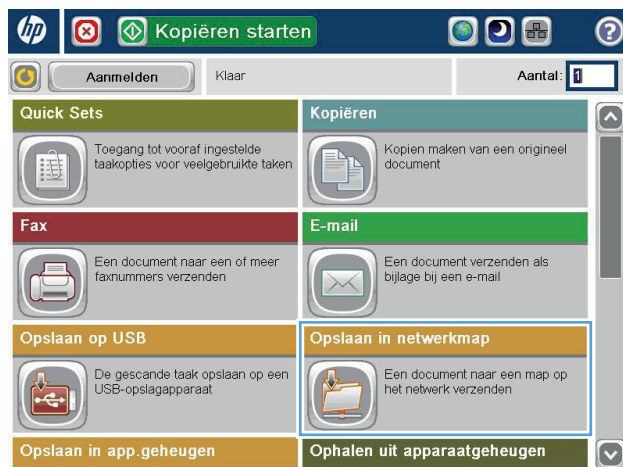 hp
Kopiëren starten
?
Aanmelden
Klaar
Aantal:
1
Quick Sets
Toegang tot vooraf ingestelde
taakopties voor veelgebruikte taken
Kopiëren
Kopien maken van een origineel
document
Fax
Een document naar een of meer
faxnummers verzenden
E-mail
Een document verzenden als
bijlage bij een e-mail
Opslaan op USB
De gescande taak opslaan op een
USB-opslagapparaat
Opslaan in netwerkmap
Een document naar een map op
het netwerk verzenden
Opslaan in app.geheugen
Ophalen uit apparaatgeheugen